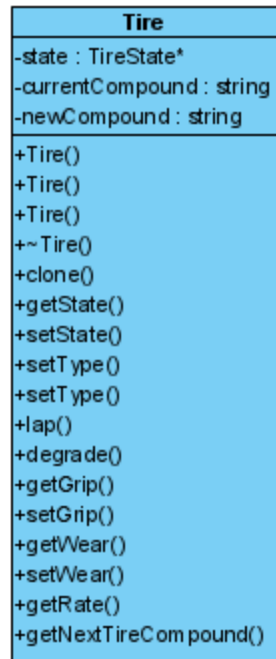 Tire
-state : TireState*
-currentCompound : string
-newCompound : string
+Tire()
+Tire()
+Tire()
+~Tire()
+clone()
+getState()
+setState()
+setType()
+setType()
+lap()
+degrade()
+getGrip()
+setGrip()
+getWear()
+setWear()
+getRate()
+getNextTireCompound()